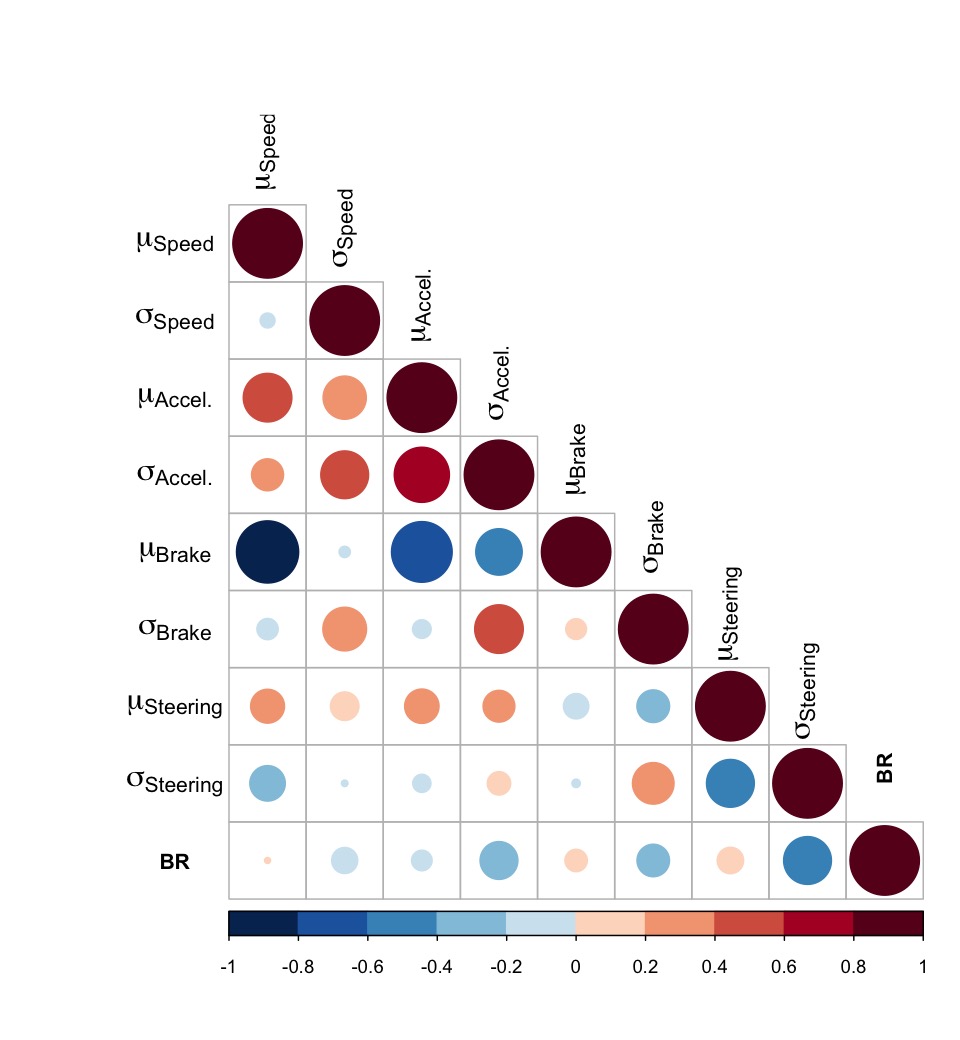 μSpeed
σSpeed
μAccel.
σAccel.
μBrake
σBrake
μSteering
σSteering
BR
μSpeed
σSpeed
μAccel.
σAccel.
μBrake
σBrake
μSteering
σSteering
BR
-1 -0.8 -0.6 -0.4 -0.2 0 0.2 0.4 0.6 0.8 1